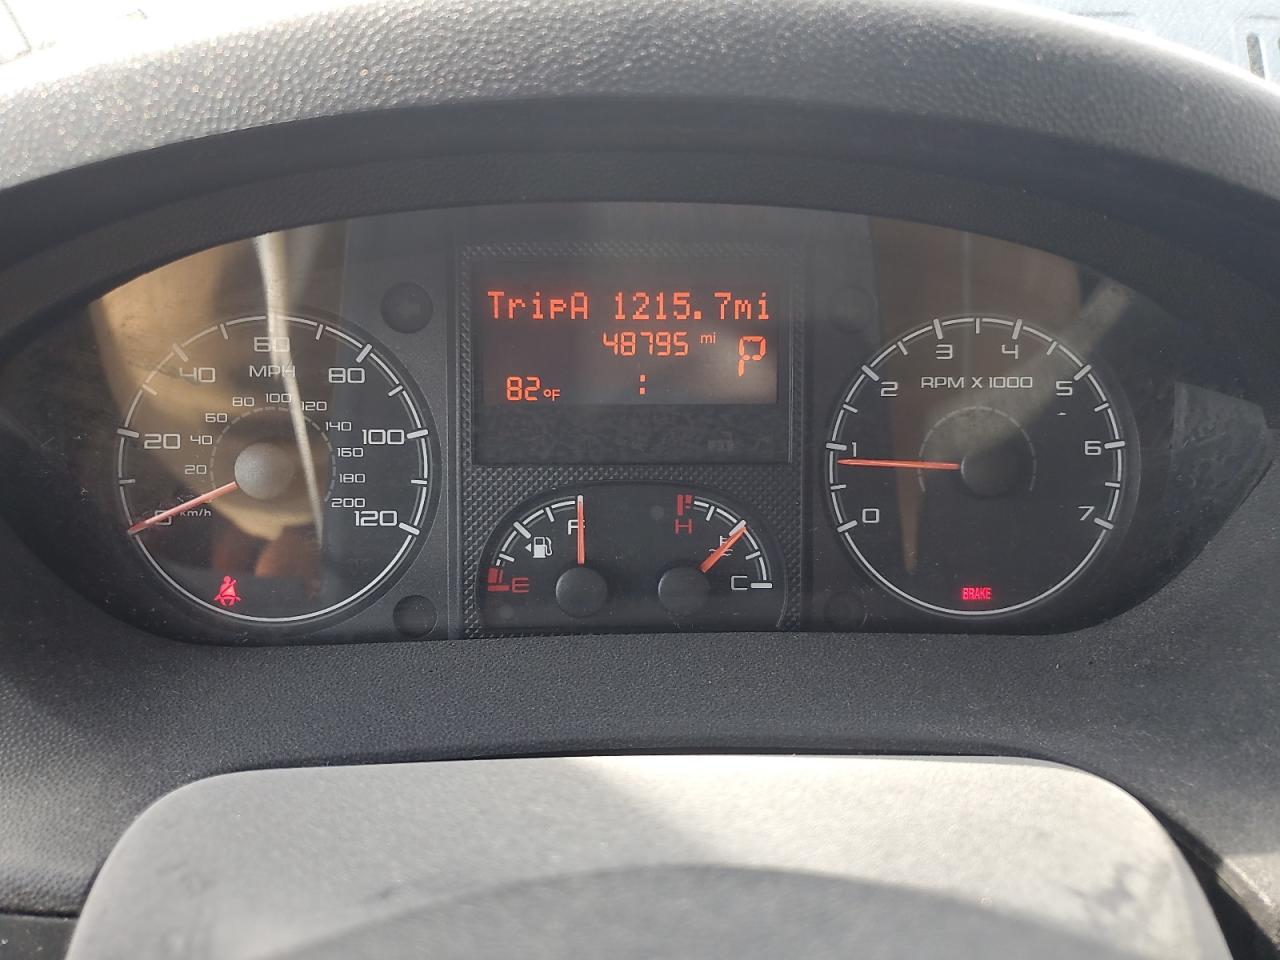 TripA 1215.7mi
48795 mi P
82°F :
0 20 40 60 80 100 120
MPH
20 40 60 80 100 120 140 160 180 200
km/h
F
E
H
C
0 1 2 3 4 5 6 7
RPM X 1000
BRAKE